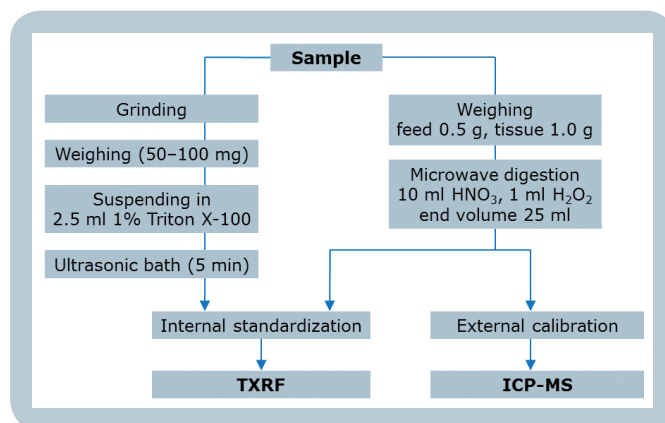 Sample
Grinding
Weighing (50–100 mg)
Suspending in
2.5 ml 1% Triton X-100
Ultrasonic bath (5 min)
Weighing
feed 0.5 g, tissue 1.0 g
Microwave digestion
10 ml HNO₃, 1 ml H₂O₂
end volume 25 ml
Internal standardization
External calibration
TXRF
ICP-MS